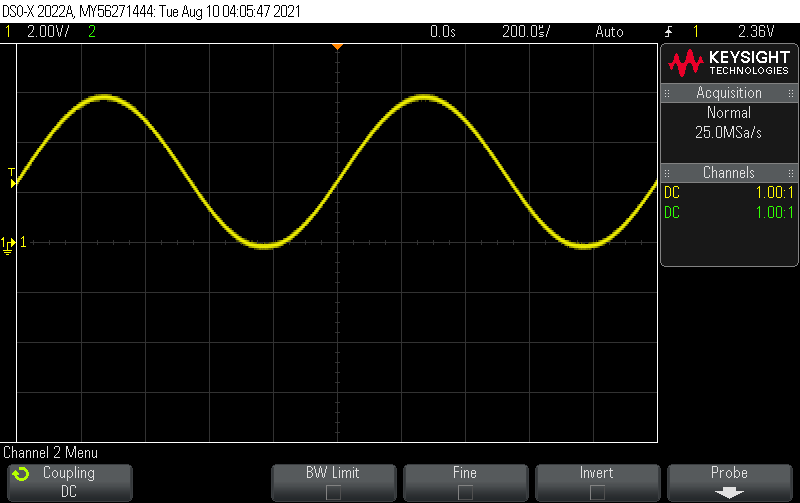 DSO-X 2022A, MY56271444: Tue Aug 10 04:05:47 2021
1 2.00V/ 2 0.0s 200.0µs/ Auto 1 2.36V
KEYSIGHT
TECHNOLOGIES
Acquisition
Normal
25.0MSa/s
Channels
DC 1.00:1
DC 1.00:1
T
1 1
Channel 2 Menu
Coupling
DC
BW Limit
Fine
Invert
Probe